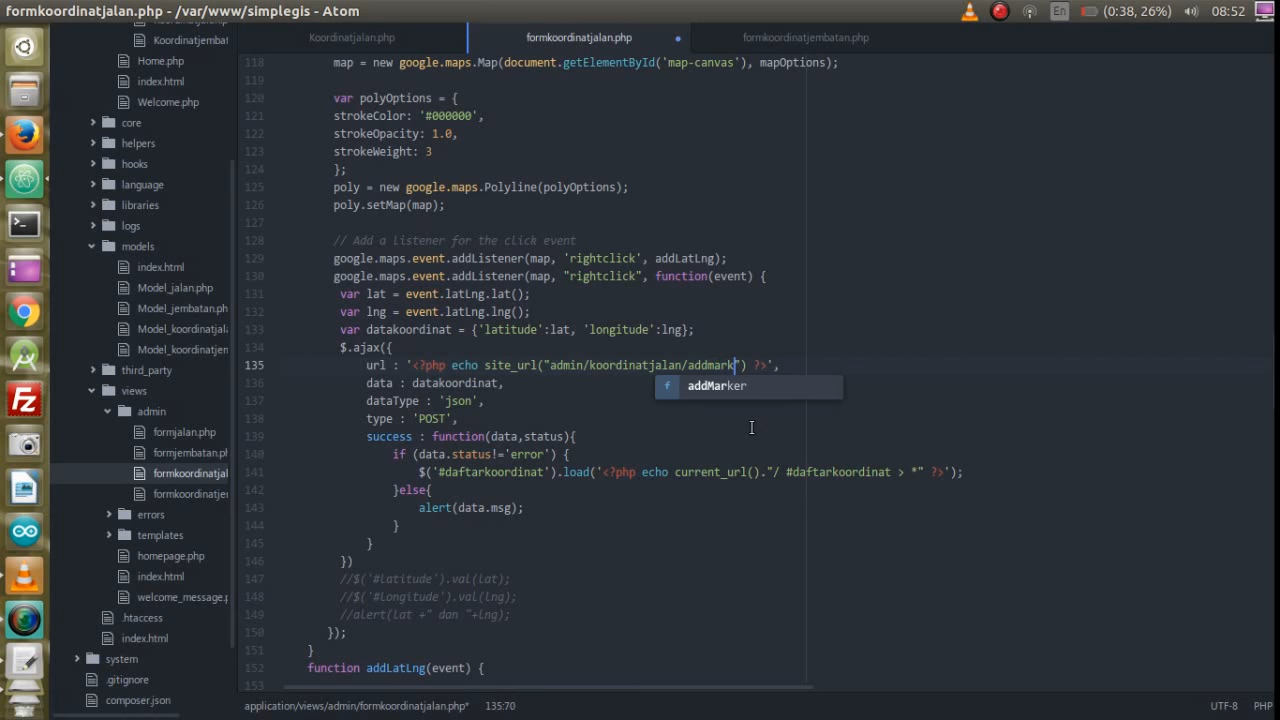 formkoordinatjalan.php - /var/www/simplegis - Atom
En
(0:38, 26%)
08:52
Koordinatjembat
Home.php
index.html
Welcome.php
core
helpers
hooks
language
libraries
logs
models
index.html
Model_jalan.php
Model_jembatan.ph
Model_koordinatjala
Model_koordinatjen
third_party
views
admin
formjalan.php
formjembatan.ph
formkoordinatjal
formkoordinatje
errors
templates
homepage.php
index.html
welcome_message.p
.htaccess
index.html
system
.gitignore
composer.json
Koordinatjalan.php
formkoordinatjalan.php
formkoordinatjembatan.php
118 map = new google.maps.Map(document.getElementById('map-canvas'), mapOptions);
119
120 var polyOptions = {
121 strokeColor: '#000000',
122 strokeOpacity: 1.0,
123 strokeWeight: 3
124 };
125 poly = new google.maps.Polyline(polyOptions);
126 poly.setMap(map);
127
128 // Add a listener for the click event
129 google.maps.event.addListener(map, 'rightclick', addLatLng);
130 google.maps.event.addListener(map, "rightclick", function(event) {
131 var lat = event.latLng.lat();
132 var lng = event.latLng.lng();
133 var datakoordinat = {'latitude':lat, 'longitude':lng};
134 $.ajax({
135 url : '<?php echo site_url("admin/koordinatjalan/addmark") ?>',
f addMarker
136 data : datakoordinat,
137 dataType : 'json',
138 type : 'POST',
139 success : function(data,status){
140 if (data.status!='error') {
141 $('#daftarkoordinat').load('<?php echo current_url()."/ #daftarkoordinat > *" ?>');
142 }else{
143 alert(data.msg);
144 }
145 }
146 })
147 //$('#latitude').val(lat);
148 //$('#longitude').val(lng);
149 //alert(lat +" dan "+lng);
150 });
151 }
152 function addLatLng(event) {
153
application/views/admin/formkoordinatjalan.php* 135:70
UTF-8
PHP